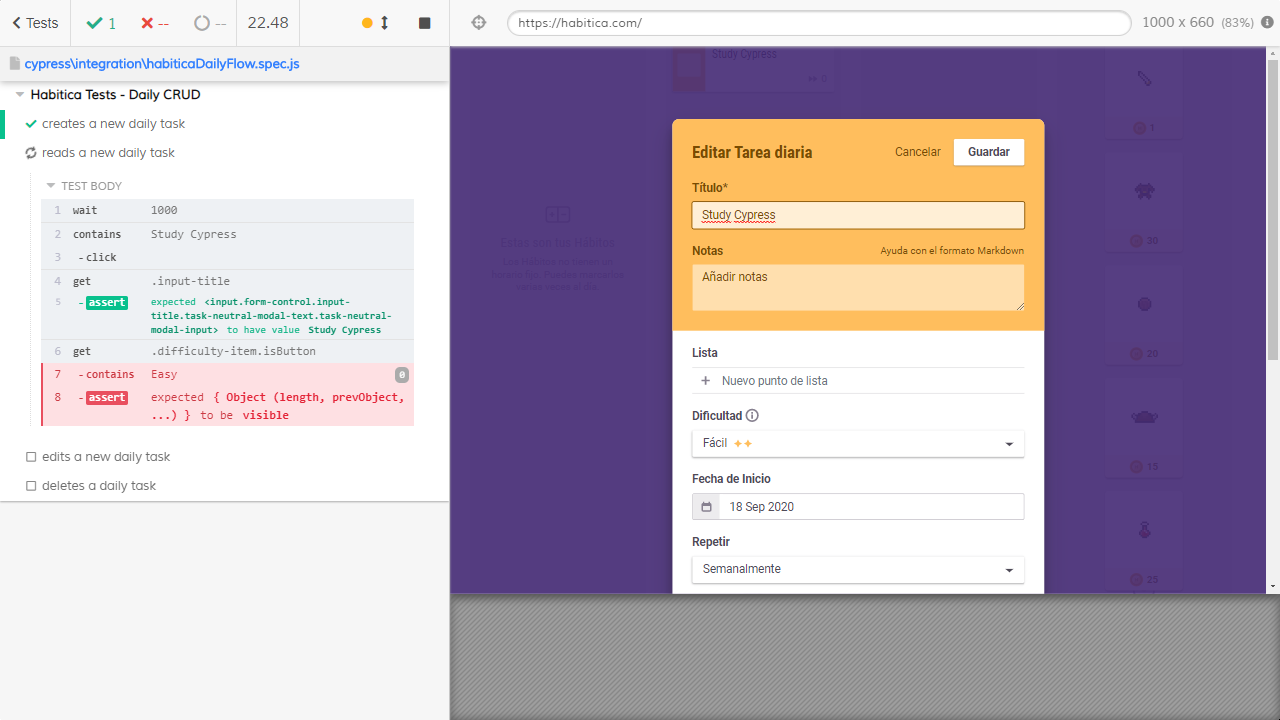 Tests
1
--
--
22.48
https://habitica.com/
1000 x 660 (83%)
cypress\integration\habiticaDailyFlow.spec.js
Habitica Tests - Daily CRUD
creates a new daily task
reads a new daily task
TEST BODY
1 wait 1000
2 contains Study Cypress
3 - click
4 get .input-title
5 - assert expected <input.form-control.input-
title.task-neutral-modal-text.task-neutral-
modal-input> to have value Study Cypress
6 get .difficulty-item.isButton
7 - contains Easy 0
8 - assert expected { Object (length, prevObject,
...) } to be visible
edits a new daily task
deletes a daily task
Study Cypress
Editar Tarea diaria
Cancelar
Guardar
Título*
Study Cypress
Notas
Ayuda con el formato Markdown
Añadir notas
Lista
Nuevo punto de lista
Dificultad
Fácil
Fecha de Inicio
18 Sep 2020
Repetir
Semanalmente
Estos son tus Hábitos
1
30
20
15
25